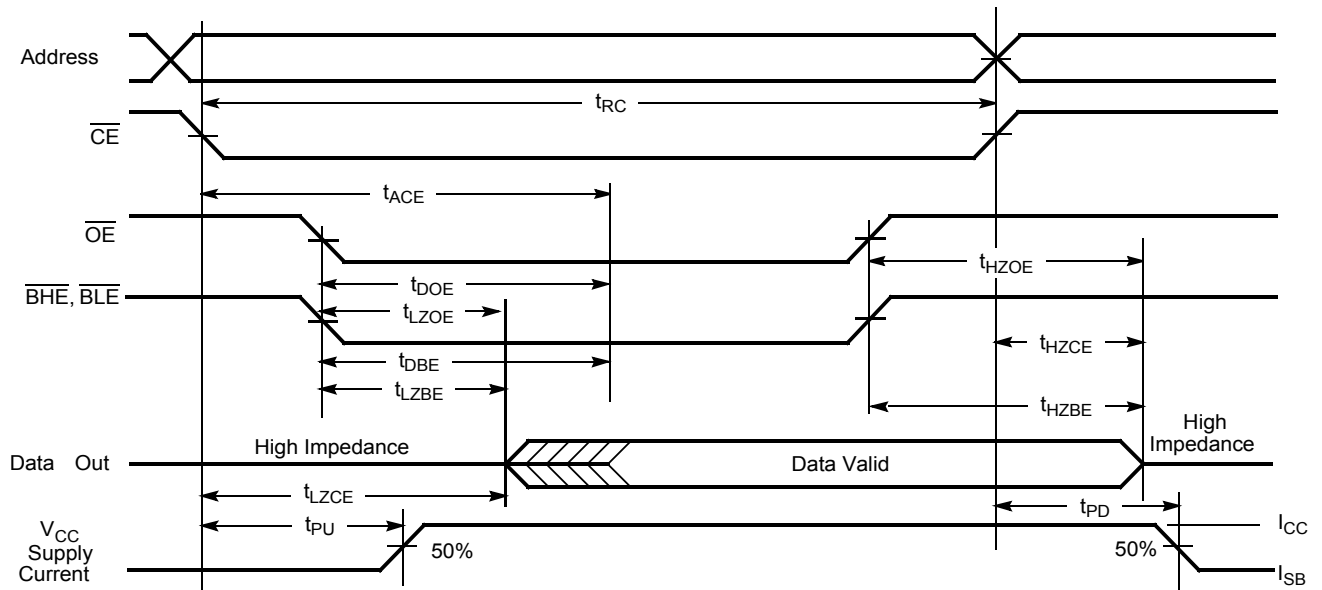 Address
tRC
CE
tACE
OE
tHZOE
tDOE
BHE, BLE
tLZOE
tHZCE
tDBE
tLZBE
tHZBE
High Impedance
High
Impedance
Data Out
Data Valid
tLZCE
tPD
tPU
VCC
Supply
Current
50%
50%
ICC
ISB